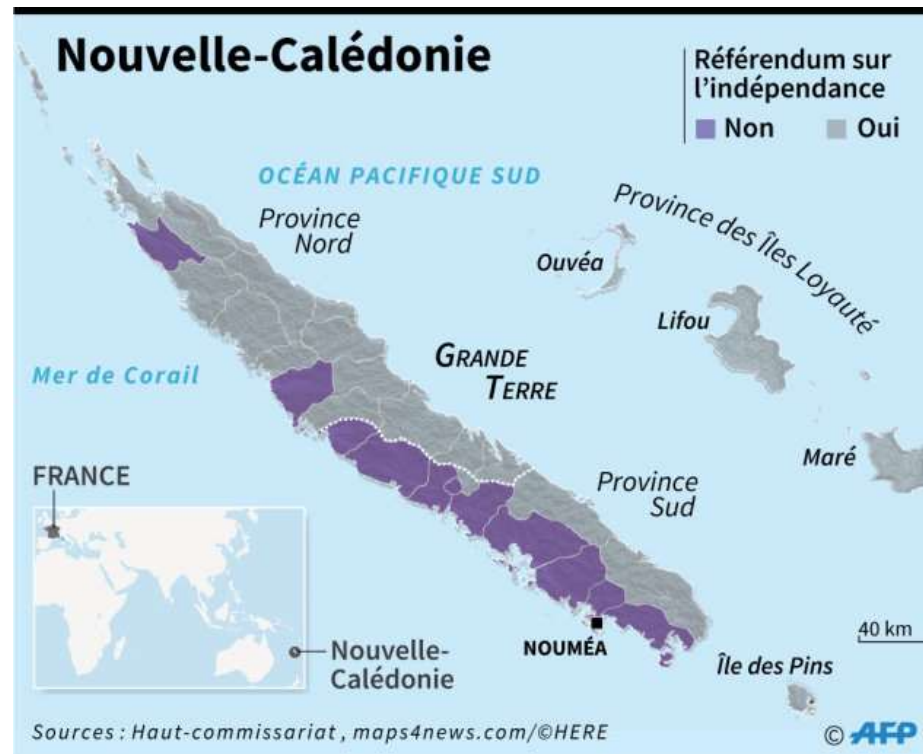 Nouvelle-Calédonie
Référendum sur
l'indépendance
Non
Oui
OCÉAN PACIFIQUE SUD
Province
Nord
Province des Îles Loyauté
Ouvéa
Lifou
GRANDE
TERRE
Mer de Corail
Maré
Province
Sud
FRANCE
NOUMÉA
40 km
Nouvelle-
Calédonie
Île des Pins
Sources : Haut-commissariat , maps4news.com/©HERE
© AFP